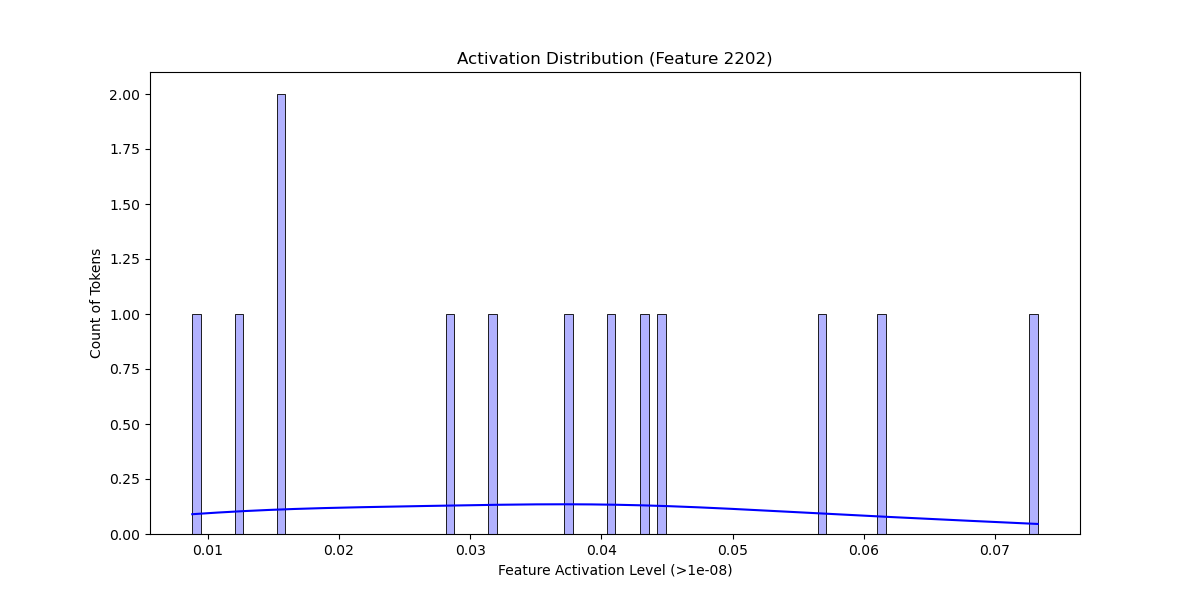 Activation Distribution (Feature 2202)
Count of Tokens
2.00
1.75
1.50
1.25
1.00
0.75
0.50
0.25
0.00
0.01 0.02 0.03 0.04 0.05 0.06 0.07
Feature Activation Level (>1e-08)